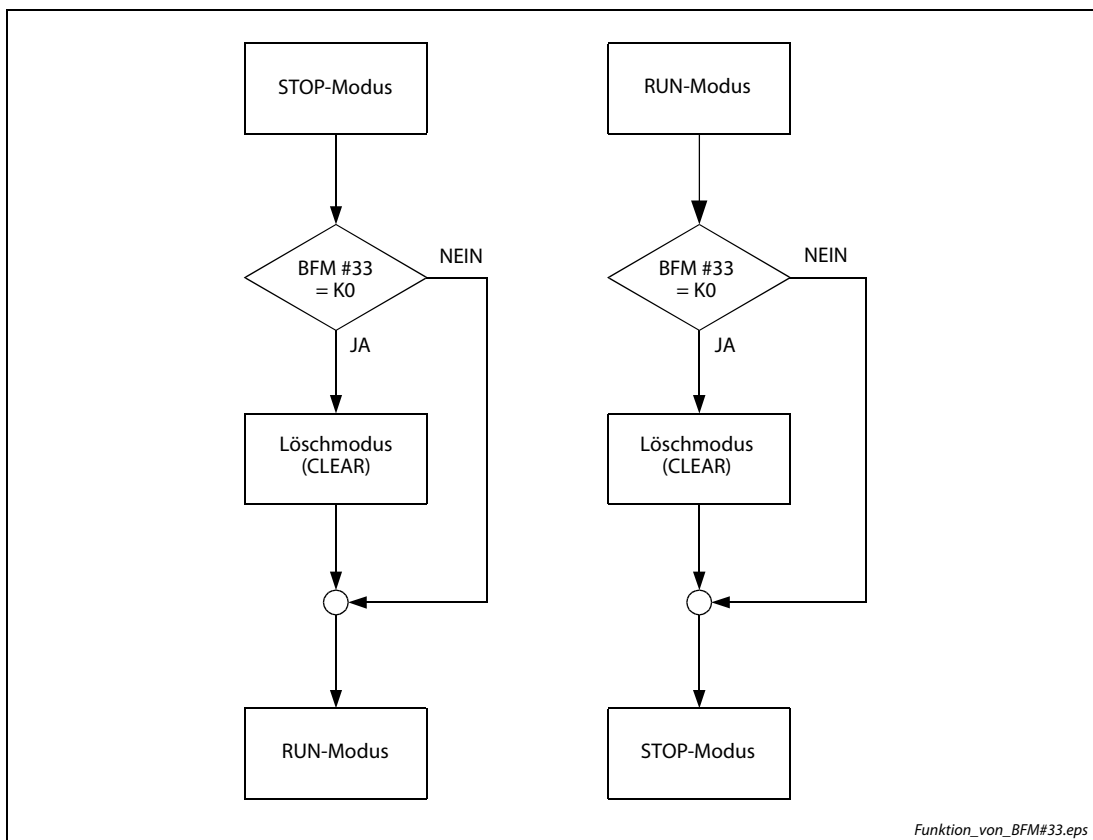 STOP-Modus
BFM #33
= K0
NEIN
JA
Löschmodus
(CLEAR)
RUN-Modus
RUN-Modus
BFM #33
= K0
NEIN
JA
Löschmodus
(CLEAR)
STOP-Modus
Funktion_von_BFM#33.eps